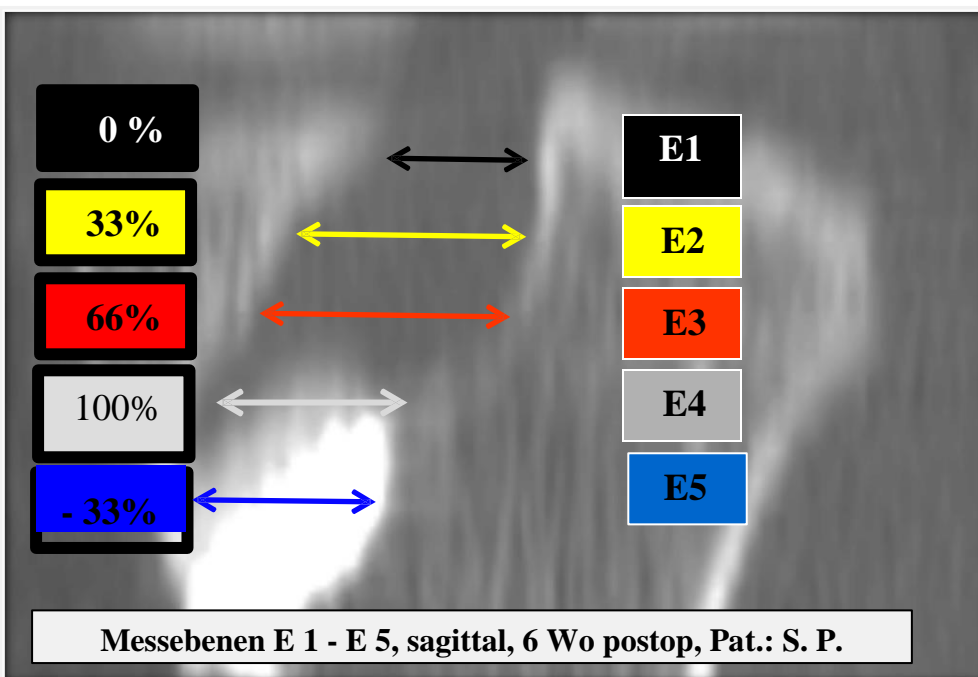 0 %
E1
33%
E2
66%
E3
100%
E4
- 33%
E5
Messebenen E 1 - E 5, sagittal, 6 Wo postop, Pat.: S. P.